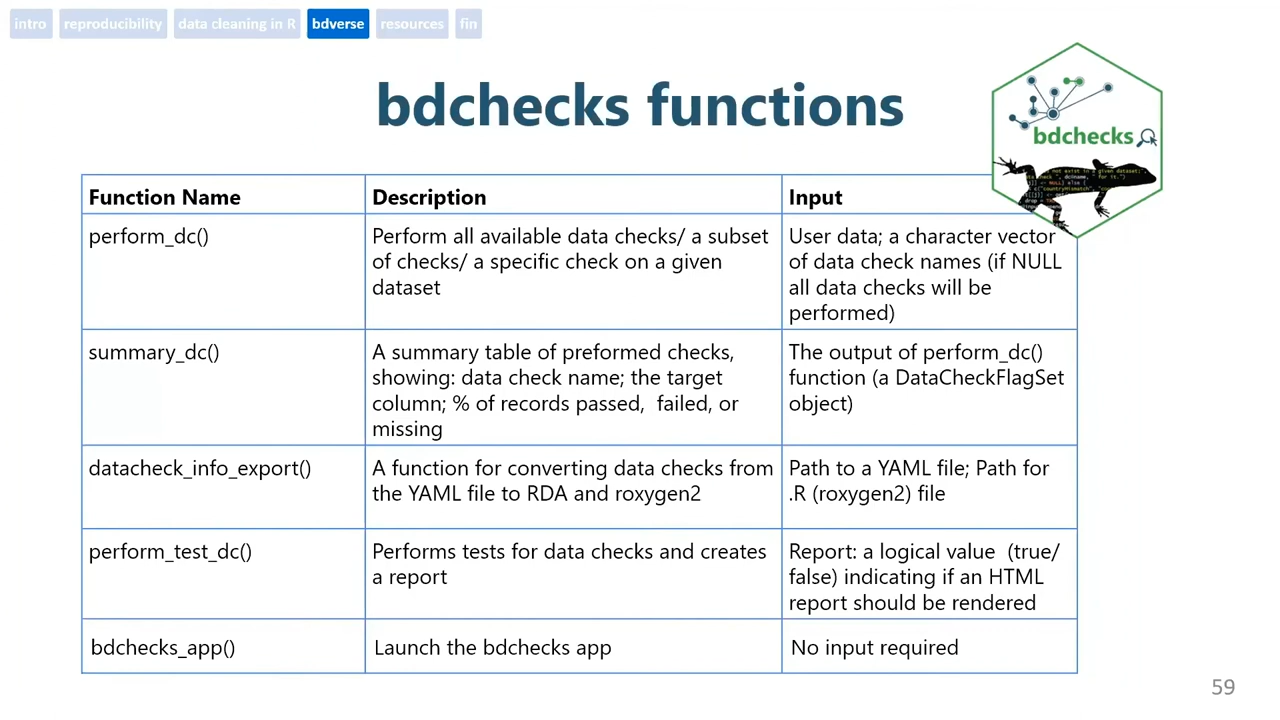 intro reproducibility data cleaning in R bdverse resources fin
bdchecks functions
bdchecks
Function Name Description Input
perform_dc()
Perform all available data checks/ a subset
of checks/ a specific check on a given
dataset
User data; a character vector
of data check names (if NULL
all data checks will be
performed)
summary_dc()
A summary table of preformed checks,
showing: data check name; the target
column; % of records passed,  failed, or
missing
The output of perform_dc()
function (a DataCheckFlagSet
object)
datacheck_info_export()
A function for converting data checks from
the YAML file to RDA and roxygen2
Path to a YAML file; Path for
.R (roxygen2) file
perform_test_dc()
Performs tests for data checks and creates
a report
Report: a logical value  (true/
false) indicating if an HTML
report should be rendered
bdchecks_app()
Launch the bdchecks app
No input required
59